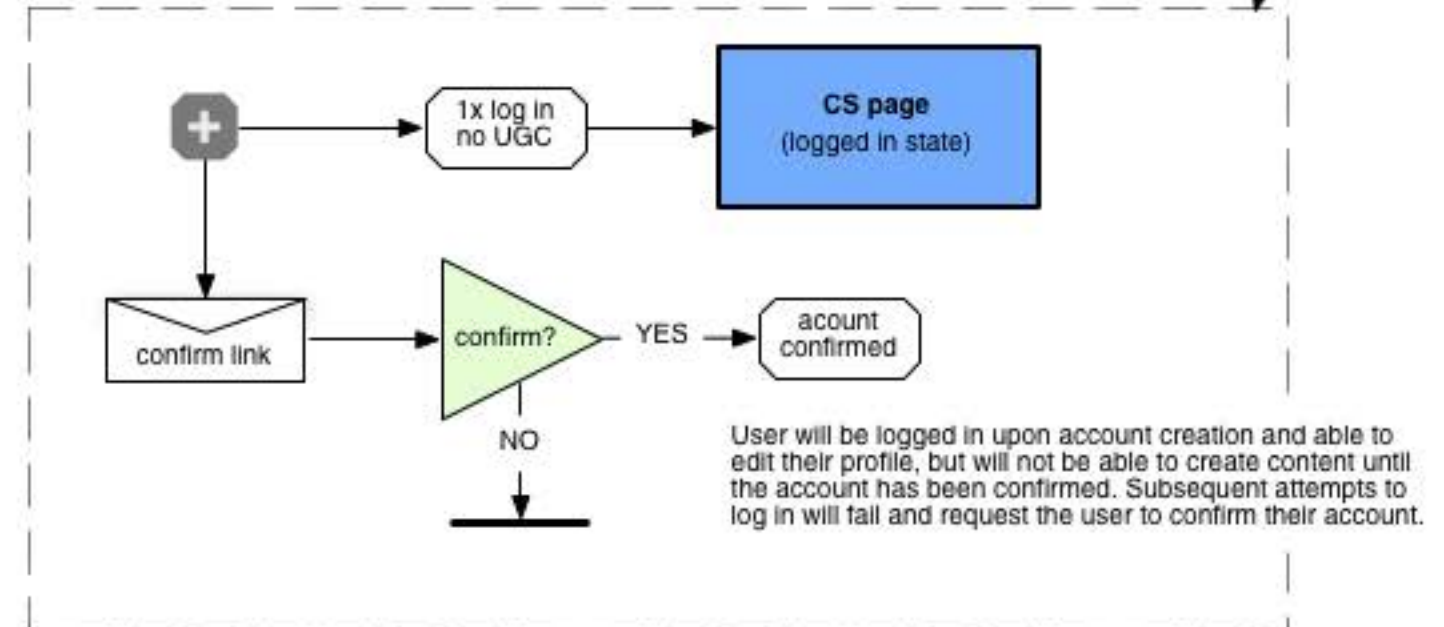 1x log in
no UGC
CS page
(logged in state)
confirm link
confirm?
YES
acount
confirmed
NO
User will be logged in upon account creation and able to
edit their profile, but will not be able to create content until
the account has been confirmed. Subsequent attempts to
log in will fail and request the user to confirm their account.